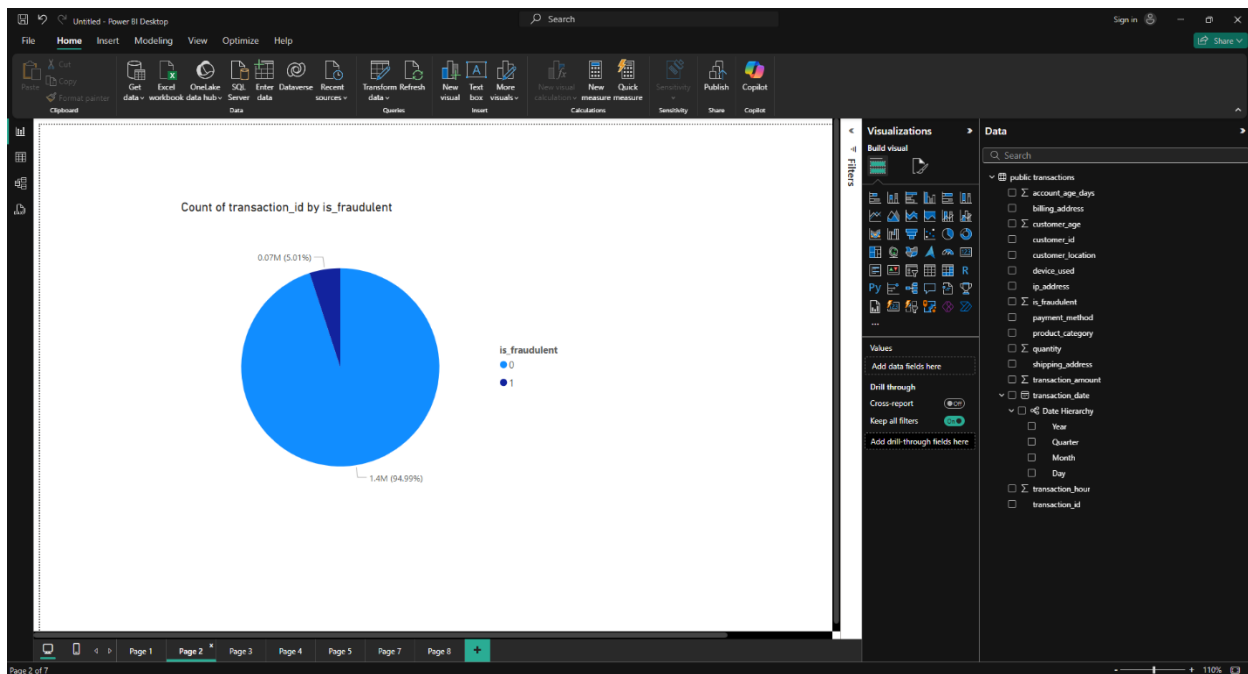 Untitled - Power BI Desktop
Search
Sign in
File Home Insert Modeling View Optimize Help
Share
Paste
Cut
Copy
Format painter
Clipboard
Get data
Excel workbook
OneLake data hub
SQL Server
Enter data
Dataverse
Recent sources
Data
Transform data
Refresh
Queries
New visual
Text box
More visuals
Insert
New visual calculation
New measure
Quick measure
Calculations
Sensitivity
Sensitivity
Publish
Share
Copilot
Copilot
Count of transaction_id by is_fraudulent
0.07M (5.01%)
1.4M (94.99%)
is_fraudulent
0
1
Filters
Visualizations
Build visual
R
Py
...
Values
Add data fields here
Drill through
Cross-report
Off
Keep all filters
On
Add drill-through fields here
Data
Search
public transactions
∑ account_age_days
billing_address
∑ customer_age
customer_id
customer_location
device_used
ip_address
∑ is_fraudulent
payment_method
product_category
∑ quantity
shipping_address
∑ transaction_amount
transaction_date
Date Hierarchy
Year
Quarter
Month
Day
∑ transaction_hour
transaction_id
Page 1 Page 2 Page 3 Page 4 Page 5 Page 7 Page 8
Page 2 of 7
110%